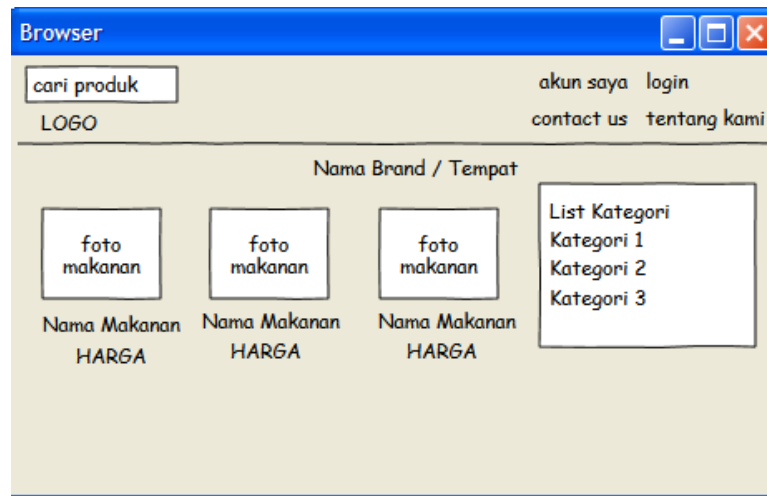 Browser
cari produk
akun saya login
LOGO
contact us tentang kami
Nama Brand / Tempat
foto
makanan
Nama Makanan
HARGA
foto
makanan
Nama Makanan
HARGA
foto
makanan
Nama Makanan
HARGA
List Kategori
Kategori 1
Kategori 2
Kategori 3